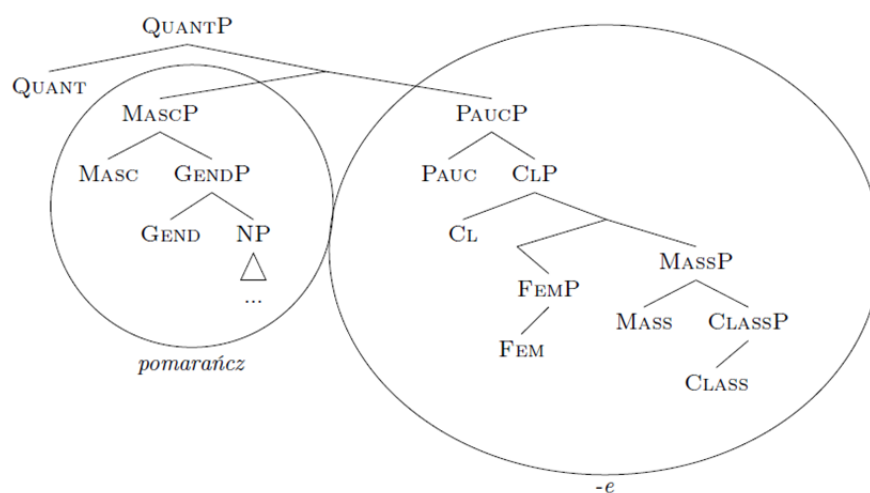 QUANTP
QUANT
MASCP PAUCP
MASC GENDP PAUC CLP
GEND NP CL
...
MASSP
FEMP
MASS CLASSP
FEM
CLASS
pomarańcz
-e